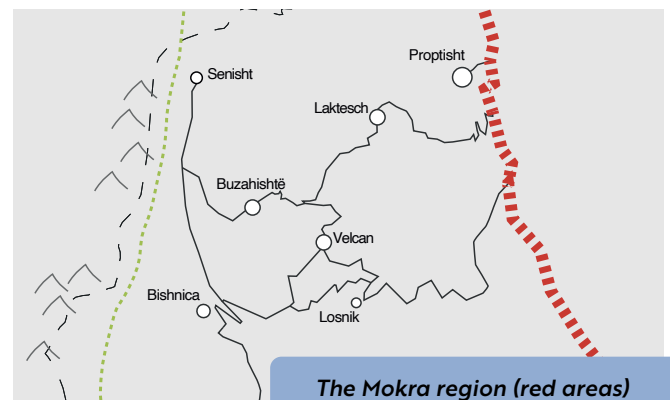 Proptisht
Senisht
Laktesch
Buzahishtë
Velcan
Bishnica
Losnik
The Mokra region (red areas)